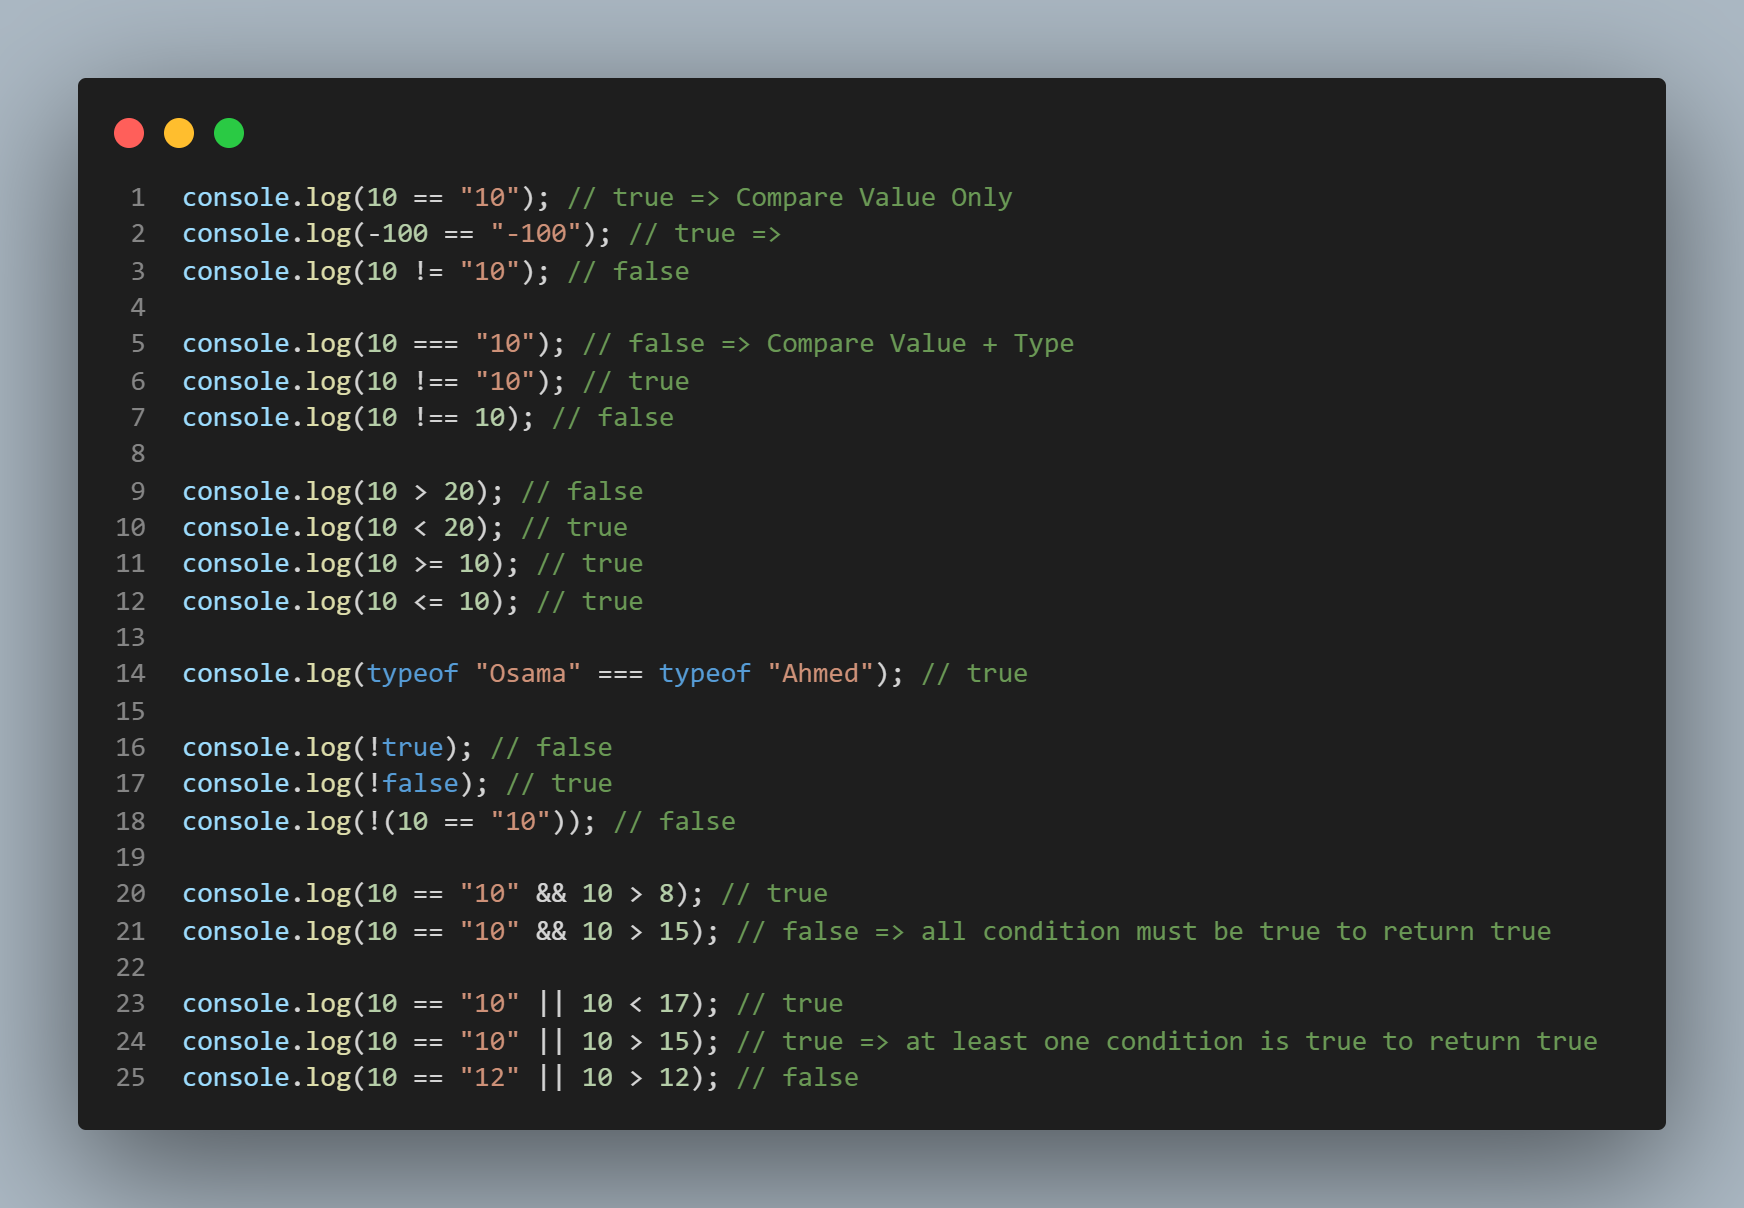 1 console.log(10 == "10"); // true => Compare Value Only
2 console.log(-100 == "-100"); // true =>
3 console.log(10 != "10"); // false
4
5 console.log(10 === "10"); // false => Compare Value + Type
6 console.log(10 !== "10"); // true
7 console.log(10 !== 10); // false
8
9 console.log(10 > 20); // false
10 console.log(10 < 20); // true
11 console.log(10 >= 10); // true
12 console.log(10 <= 10); // true
13
14 console.log(typeof "Osama" === typeof "Ahmed"); // true
15
16 console.log(!true); // false
17 console.log(!false); // true
18 console.log(!(10 == "10")); // false
19
20 console.log(10 == "10" && 10 > 8); // true
21 console.log(10 == "10" && 10 > 15); // false => all condition must be true to return true
22
23 console.log(10 == "10" || 10 < 17); // true
24 console.log(10 == "10" || 10 > 15); // true => at least one condition is true to return true
25 console.log(10 == "12" || 10 > 12); // false